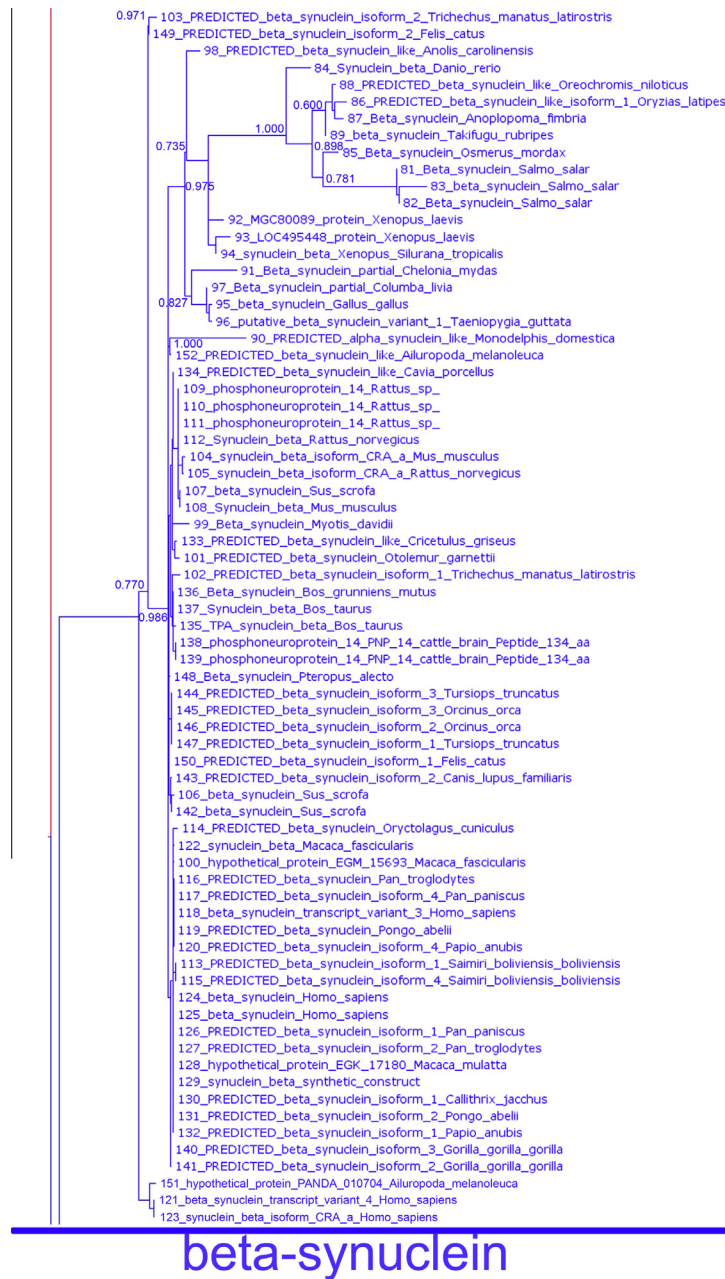 0.971
103_PREDICTED_beta_synuclein_isoform_2_Trichechus_manatus_latirostris
149_PREDICTED_beta_synuclein_isoform_2_Felis_catus
98_PREDICTED_beta_synuclein_like_Anolis_carolinensis
84_Synuclein_beta_Danio_rerio
88_PREDICTED_beta_synuclein_like_Oreochromis_niloticus
0.600
86_PREDICTED_beta_synuclein_like_isoform_1_Oryzias_latipes
87_Beta_synuclein_Anoplopoma_fimbria
1.000
89_beta_synuclein_Takifugu_rubripes
0.735
0.898
85_Beta_synuclein_Osmerus_mordax
81_Beta_synuclein_Salmo_salar
0.975
0.781
83_beta_synuclein_Salmo_salar
82_Beta_synuclein_Salmo_salar
92_MGC80089_protein_Xenopus_laevis
93_LOC495448_protein_Xenopus_laevis
94_synuclein_beta_Xenopus_Silurana_tropicalis
91_Beta_synuclein_partial_Chelonia_mydas
97_Beta_synuclein_partial_Columba_livia
0.827
95_beta_synuclein_Gallus_gallus
96_putative_beta_synuclein_variant_1_Taeniopygia_guttata
90_PREDICTED_alpha_synuclein_like_Monodelphis_domestica
1.000
152_PREDICTED_beta_synuclein_like_Ailuropoda_melanoleuca
134_PREDICTED_beta_synuclein_like_Cavia_porcellus
109_phosphoneuroprotein_14_Rattus_sp_
110_phosphoneuroprotein_14_Rattus_sp_
111_phosphoneuroprotein_14_Rattus_sp_
112_Synuclein_beta_Rattus_norvegicus
104_synuclein_beta_isoform_CRA_a_Mus_musculus
105_synuclein_beta_isoform_CRA_a_Rattus_norvegicus
107_beta_synuclein_Sus_scrofa
108_Synuclein_beta_Mus_musculus
99_Beta_synuclein_Myotis_davidii
133_PREDICTED_beta_synuclein_like_Cricetulus_griseus
101_PREDICTED_beta_synuclein_Otolemur_garnettii
102_PREDICTED_beta_synuclein_isoform_1_Trichechus_manatus_latirostris
0.770
136_Beta_synuclein_Bos_grunniens_mutus
137_Synuclein_beta_Bos_taurus
0.986
135_TPA_synuclein_beta_Bos_taurus
138_phosphoneuroprotein_14_PNP_14_cattle_brain_Peptide_134_aa
139_phosphoneuroprotein_14_PNP_14_cattle_brain_Peptide_134_aa
148_Beta_synuclein_Pteropus_alecto
144_PREDICTED_beta_synuclein_isoform_3_Tursiops_truncatus
145_PREDICTED_beta_synuclein_isoform_3_Orcinus_orca
146_PREDICTED_beta_synuclein_isoform_2_Orcinus_orca
147_PREDICTED_beta_synuclein_isoform_1_Tursiops_truncatus
150_PREDICTED_beta_synuclein_isoform_1_Felis_catus
143_PREDICTED_beta_synuclein_isoform_2_Canis_lupus_familiaris
106_beta_synuclein_Sus_scrofa
142_beta_synuclein_Sus_scrofa
114_PREDICTED_beta_synuclein_Oryctolagus_cuniculus
122_synuclein_beta_Macaca_fascicularis
100_hypothetical_protein_EGM_15693_Macaca_fascicularis
116_PREDICTED_beta_synuclein_Pan_troglodytes
117_PREDICTED_beta_synuclein_isoform_4_Pan_paniscus
118_beta_synuclein_transcript_variant_3_Homo_sapiens
119_PREDICTED_beta_synuclein_Pongo_abelii
120_PREDICTED_beta_synuclein_isoform_4_Papio_anubis
113_PREDICTED_beta_synuclein_isoform_1_Saimiri_boliviensis_boliviensis
115_PREDICTED_beta_synuclein_isoform_4_Saimiri_boliviensis_boliviensis
124_beta_synuclein_Homo_sapiens
125_beta_synuclein_Homo_sapiens
126_PREDICTED_beta_synuclein_isoform_1_Pan_paniscus
127_PREDICTED_beta_synuclein_isoform_2_Pan_troglodytes
128_hypothetical_protein_EGK_17180_Macaca_mulatta
129_synuclein_beta_synthetic_construct
130_PREDICTED_beta_synuclein_isoform_1_Callithrix_jacchus
131_PREDICTED_beta_synuclein_isoform_2_Pongo_abelii
132_PREDICTED_beta_synuclein_isoform_1_Papio_anubis
140_PREDICTED_beta_synuclein_isoform_3_Gorilla_gorilla_gorilla
141_PREDICTED_beta_synuclein_isoform_2_Gorilla_gorilla_gorilla
151_hypothetical_protein_PANDA_010704_Ailuropoda_melanoleuca
121_beta_synuclein_transcript_variant_4_Homo_sapiens
123_synuclein_beta_isoform_CRA_a_Homo_sapiens
beta-synuclein